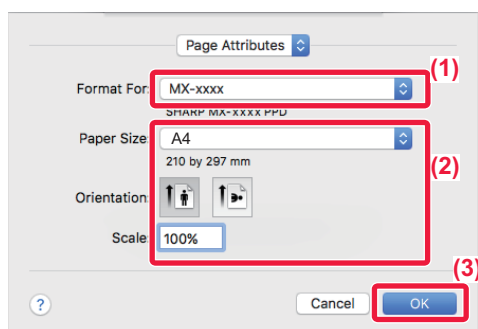 Page Attributes
(1)
Format For: MX-xxxx
SHARP MX-xxxx PPD
Paper Size: A4
210 by 297 mm
(2)
Orientation:
Scale: 100%
(3)
? Cancel OK